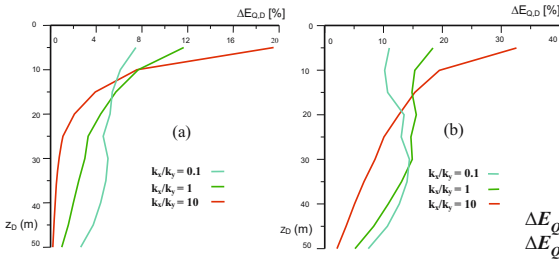 ΔE_Q,D [%]
0 4 8 12 16 20
0
10
20
30
40
50
z_D (m)
(a)
k_x/k_y = 0.1
k_x/k_y = 1
k_x/k_y = 10
ΔE_Q,D [%]
0 10 20 30 40
0
10
20
30
40
50
z_D (m)
(b)
k_x/k_y = 0.1
k_x/k_y = 1
k_x/k_y = 10
ΔE_Q
ΔE_Q